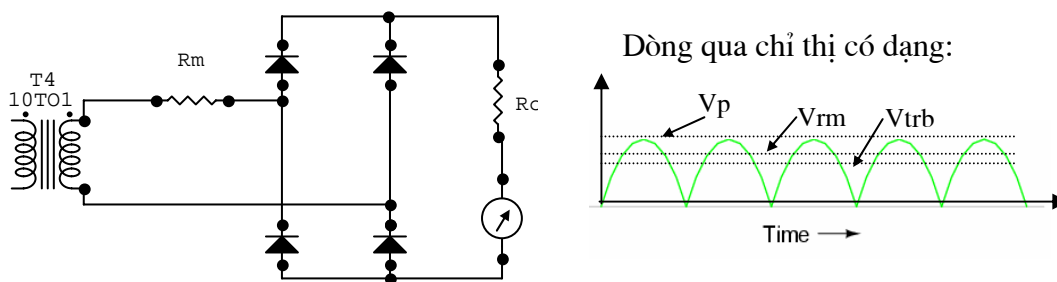 T4
10TO1
Rm
Rc
Dòng qua chỉ thị có dạng:
Vp
Vrm
Vtrb
Time